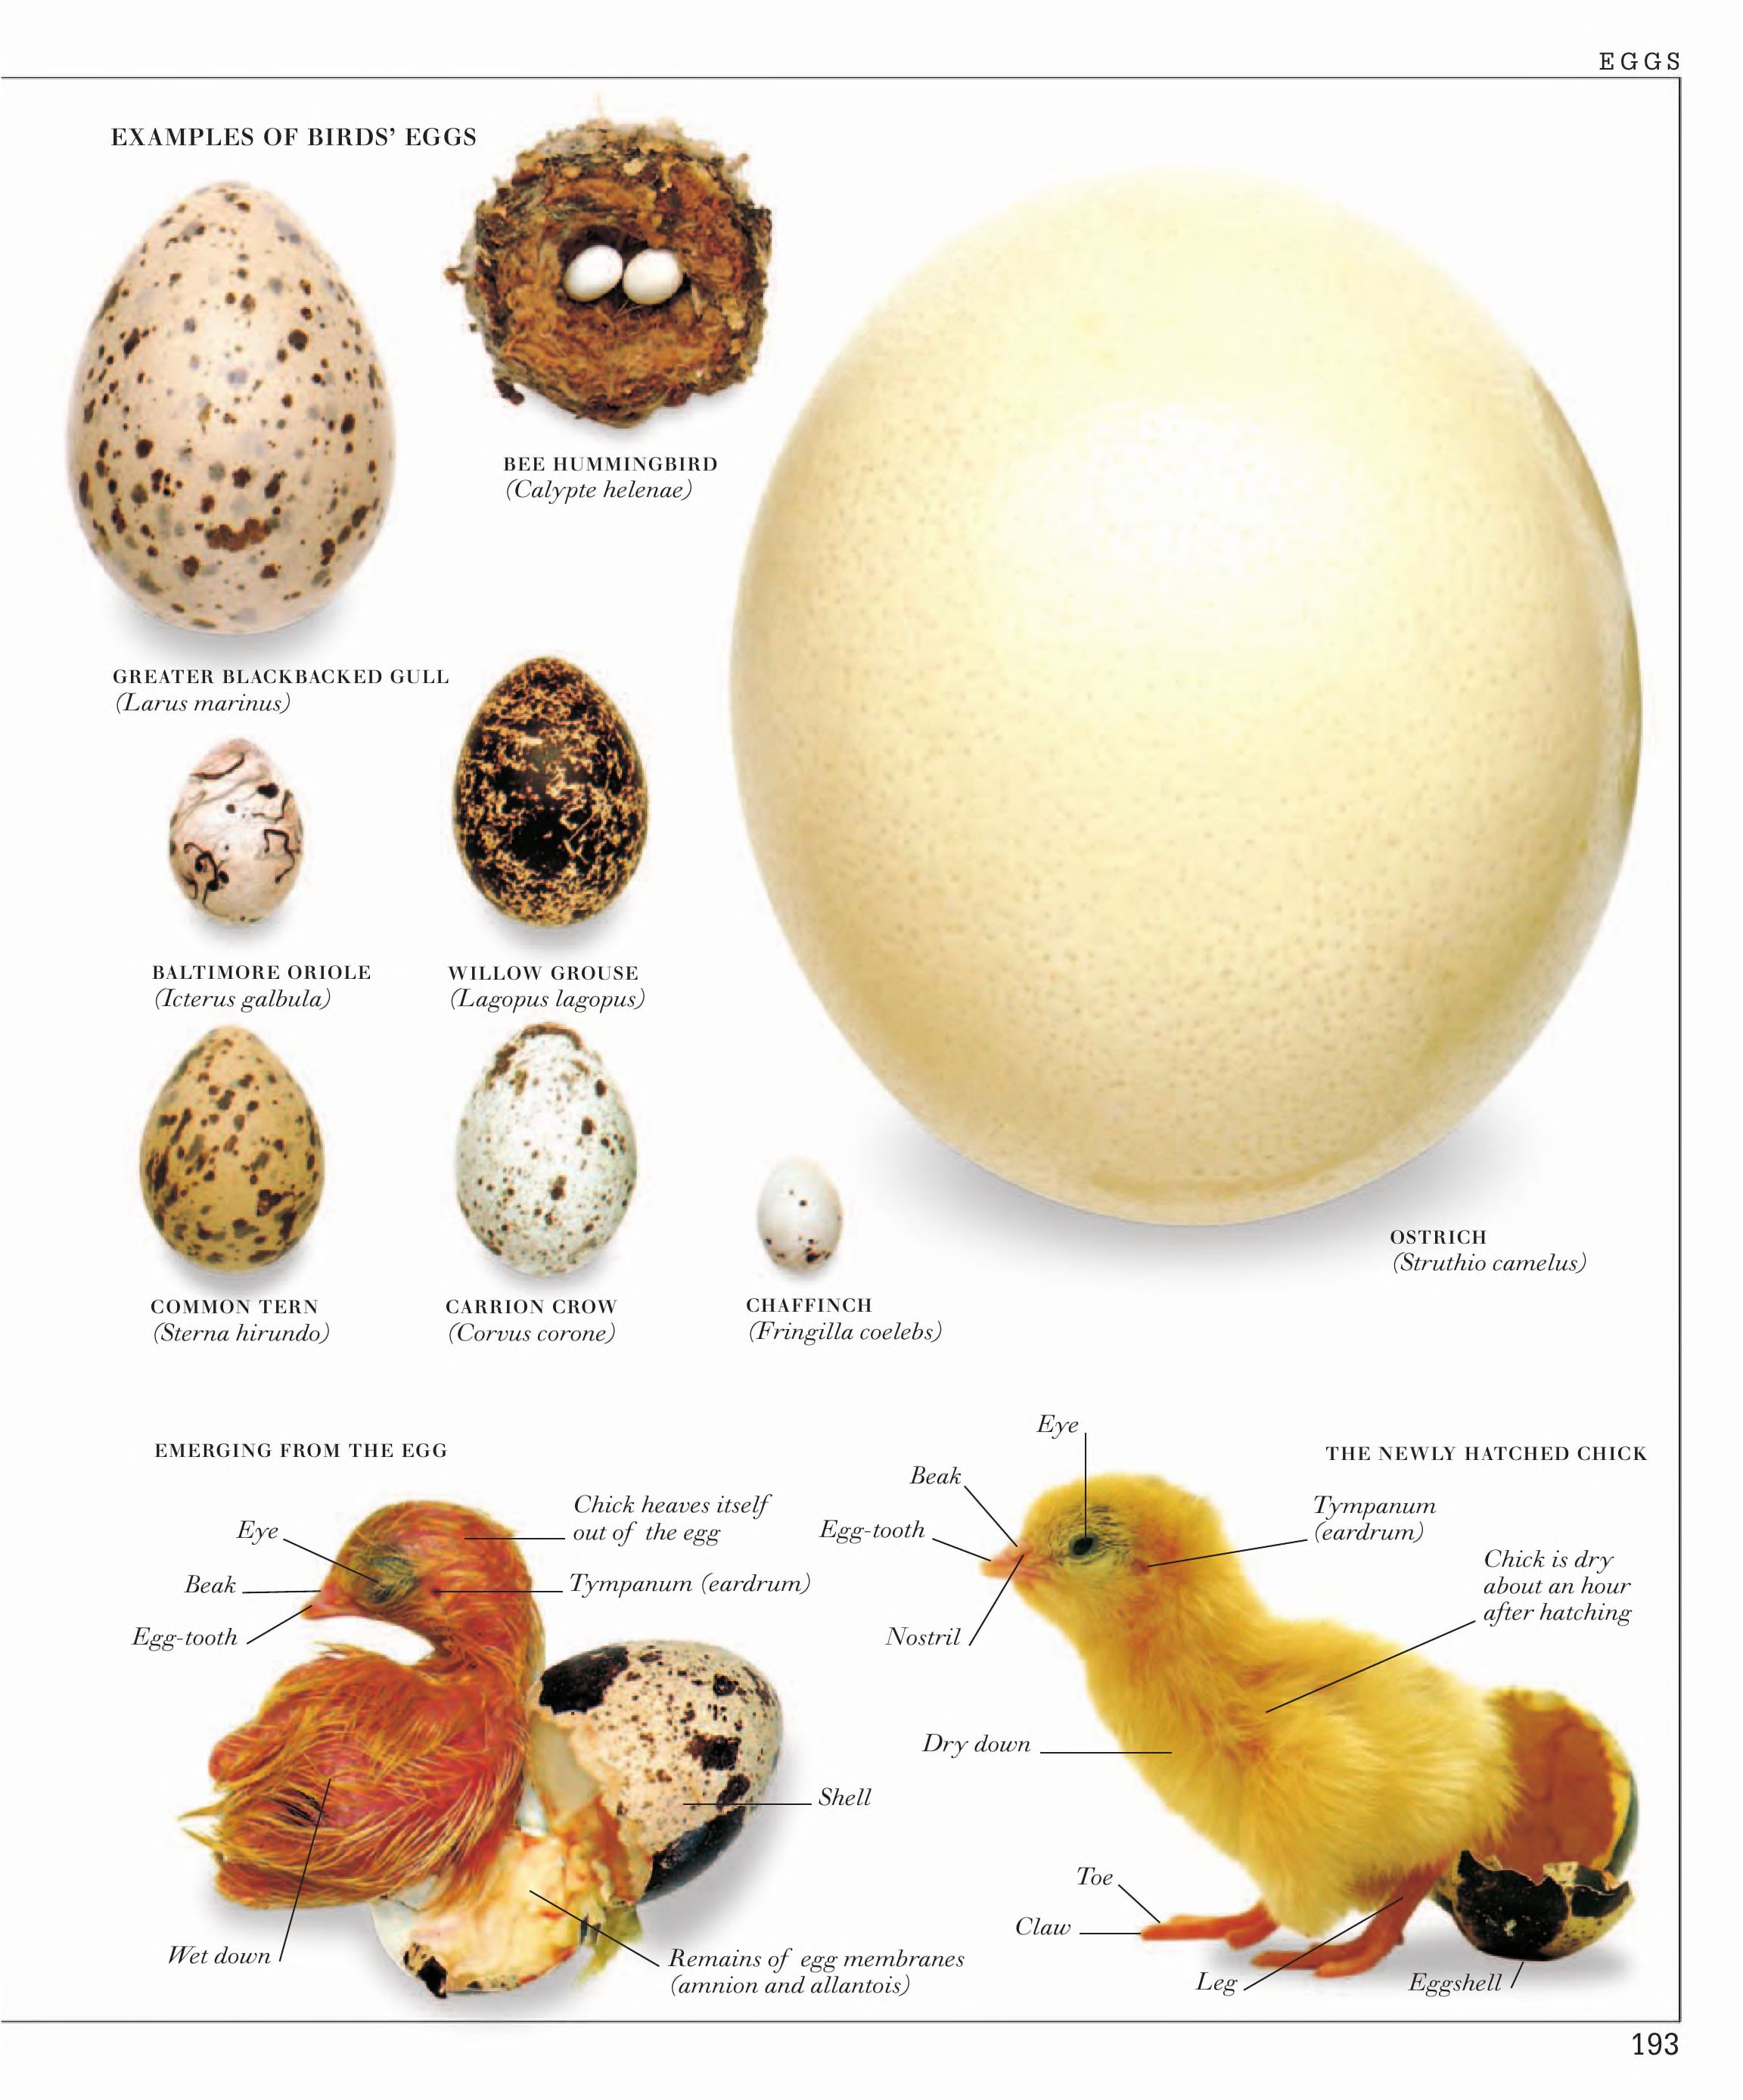 EGGS
EXAMPLES OF BIRDS’ EGGS
BEE HUMMINGBIRD
(Calypte helenae)
GREATER BLACKBACKED GULL
(Larus marinus)
BALTIMORE ORIOLE
(Icterus galbula)
WILLOW GROUSE
(Lagopus lagopus)
OSTRICH
(Struthio camelus)
COMMON TERN
(Sterna hirundo)
CARRION CROW
(Corvus corone)
CHAFFINCH
(Fringilla coelebs)
EMERGING FROM THE EGG
Eye
Beak
Egg-tooth
Chick heaves itself
out of the egg
Tympanum (eardrum)
Shell
Wet down
Remains of egg membranes
(amnion and allantois)
THE NEWLY HATCHED CHICK
Eye
Beak
Egg-tooth
Nostril
Tympanum
(eardrum)
Chick is dry
about an hour
after hatching
Dry down
Toe
Claw
Leg
Eggshell
193